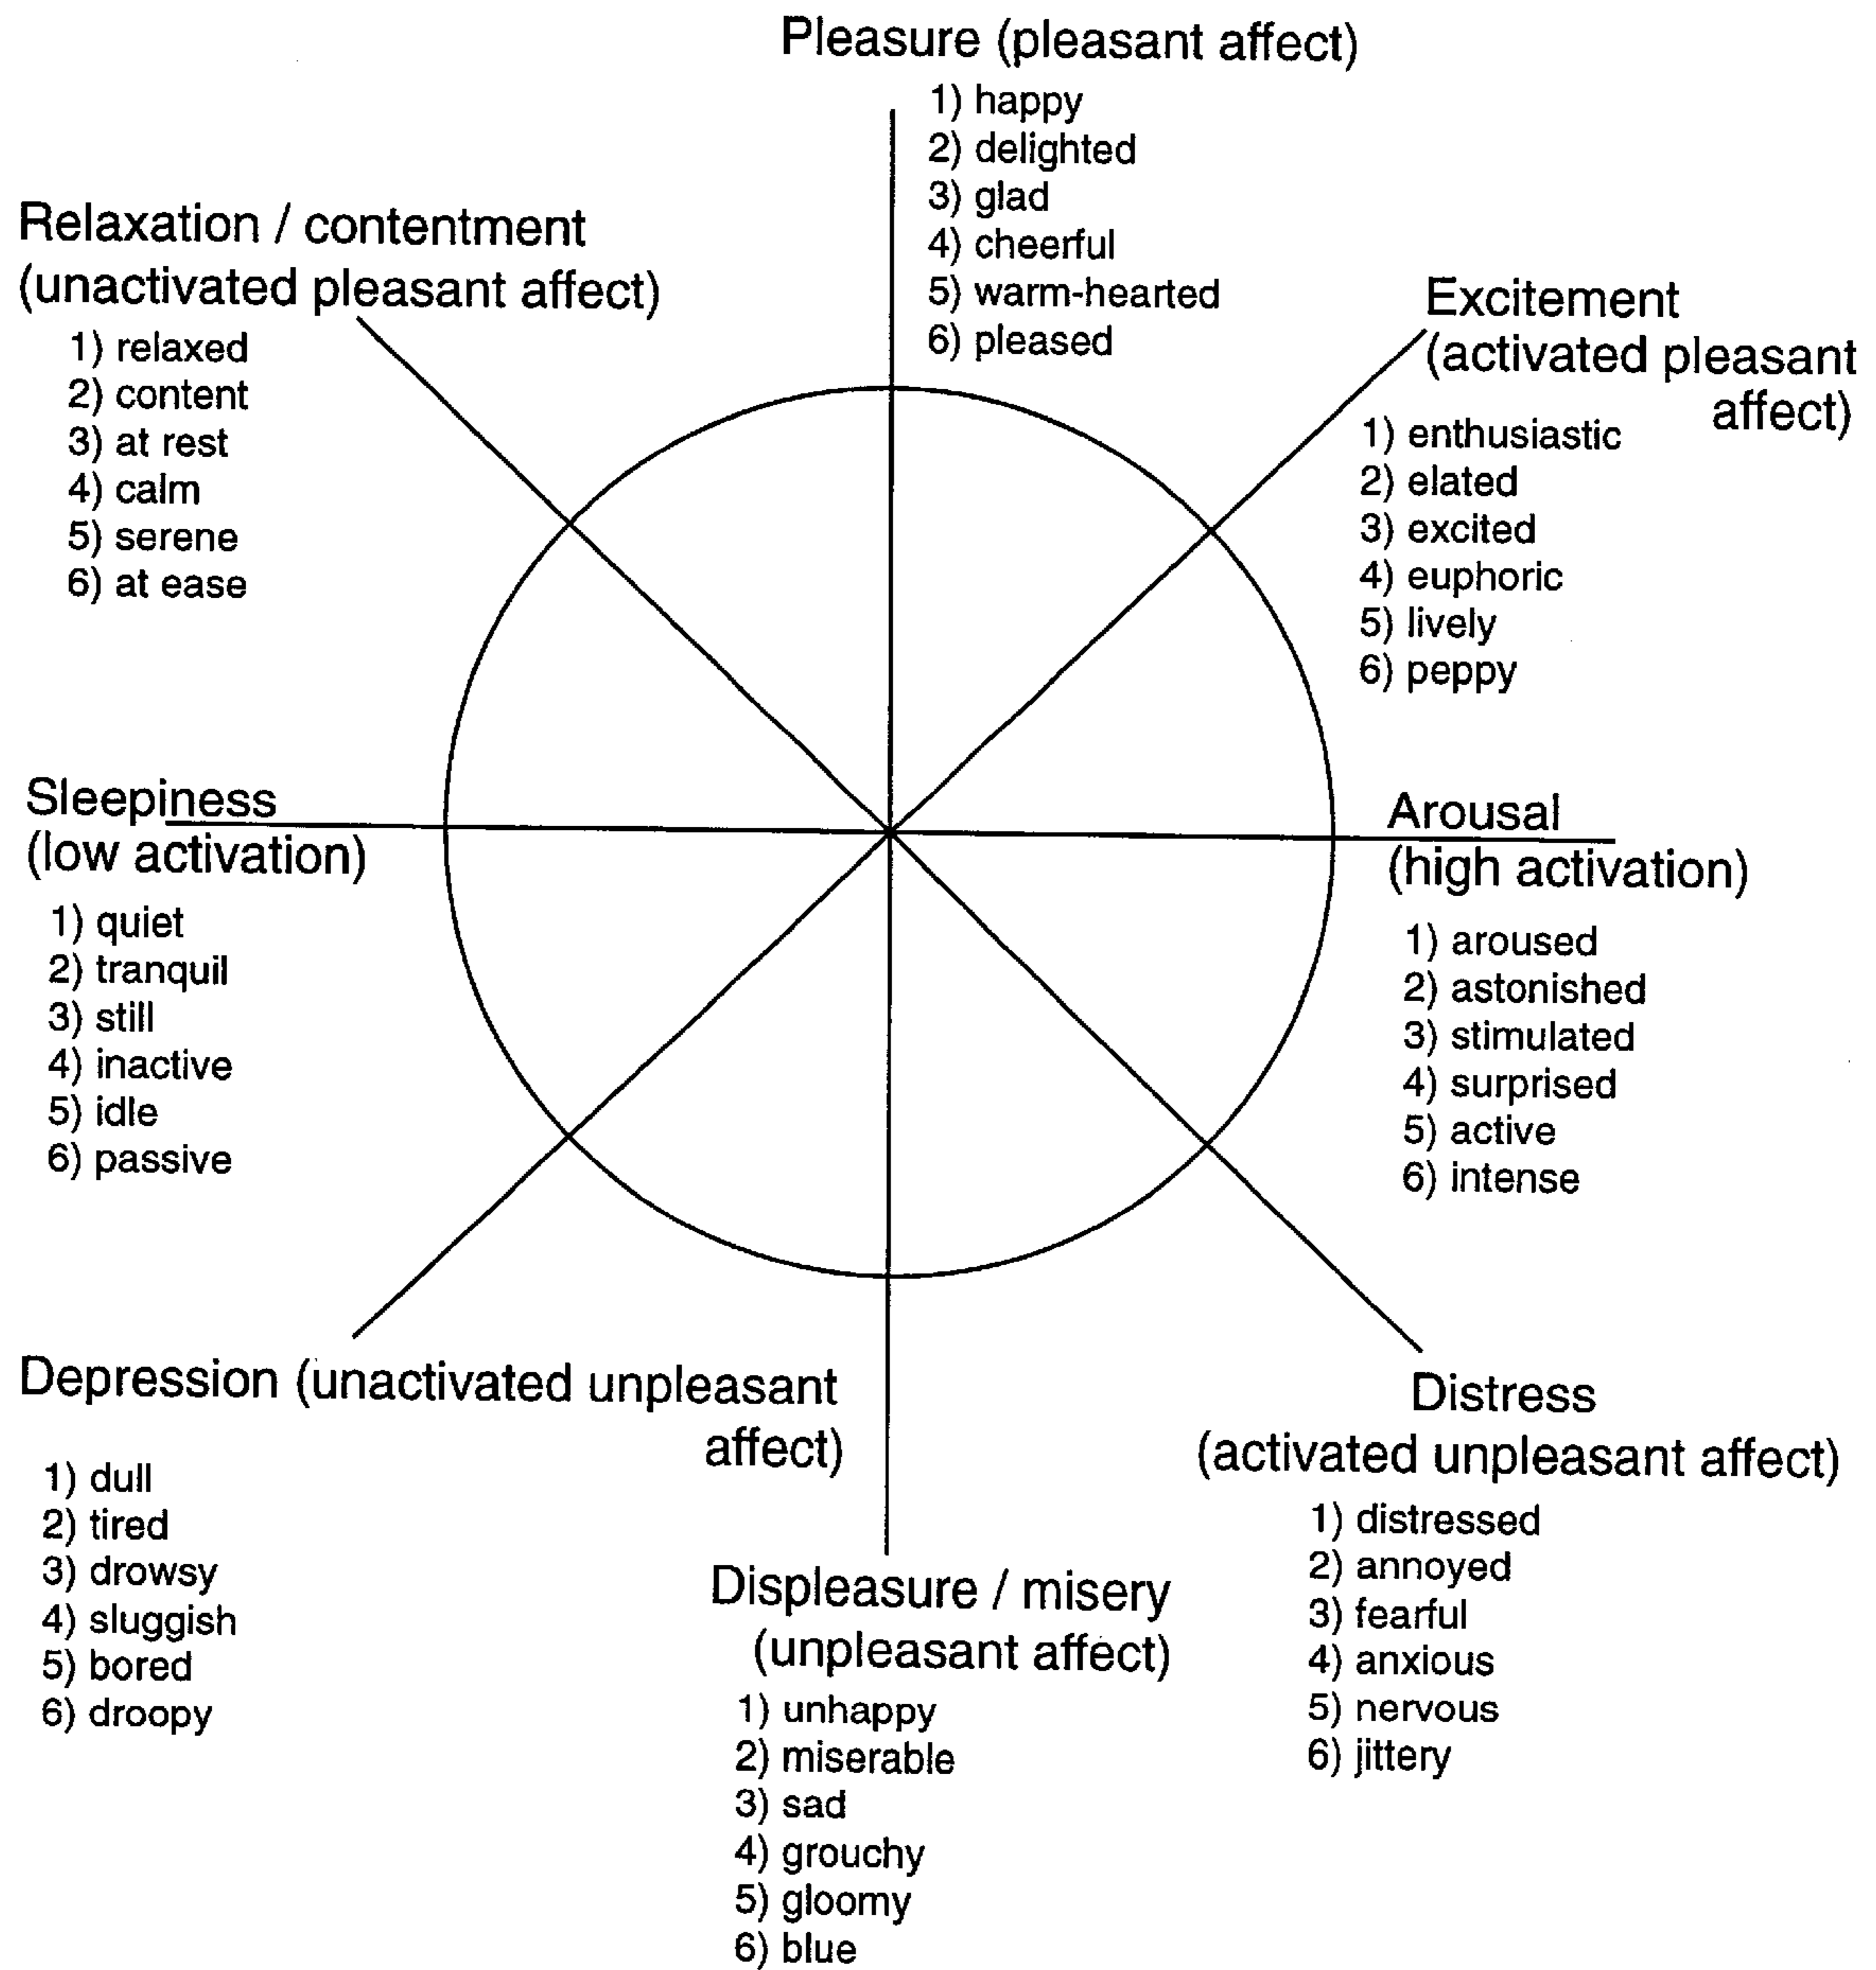 Pleasure (pleasant affect)
1) happy
2) delighted
3) glad
4) cheerful
5) warm-hearted
6) pleased
Relaxation / contentment
(unactivated pleasant affect)
1) relaxed
2) content
3) at rest
4) calm
5) serene
6) at ease
Excitement
(activated pleasant
affect)
1) enthusiastic
2) elated
3) excited
4) euphoric
5) lively
6) peppy
Sleepiness
(low activation)
1) quiet
2) tranquil
3) still
4) inactive
5) idle
6) passive
Arousal
(high activation)
1) aroused
2) astonished
3) stimulated
4) surprised
5) active
6) intense
Depression (unactivated unpleasant
affect)
1) dull
2) tired
3) drowsy
4) sluggish
5) bored
6) droopy
Displeasure / misery
(unpleasant affect)
1) unhappy
2) miserable
3) sad
4) grouchy
5) gloomy
6) blue
Distress
(activated unpleasant affect)
1) distressed
2) annoyed
3) fearful
4) anxious
5) nervous
6) jittery